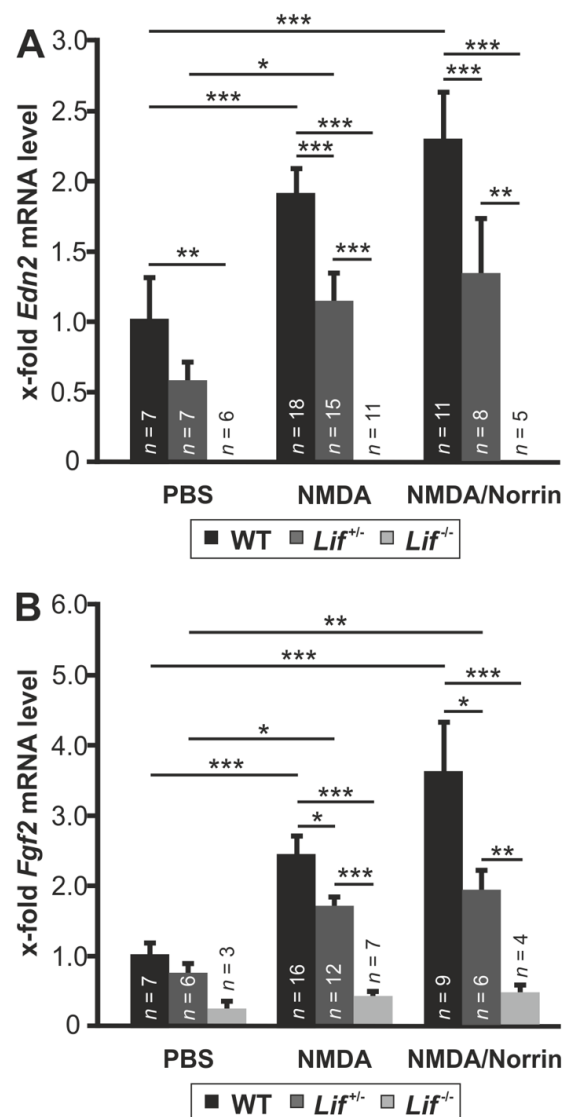 A
x-fold Edn2 mRNA level
3.0
2.5
2.0
1.5
1.0
0.5
0
***
*
***
**
***
***
***
***
***
**
n = 7
n = 7
n = 6
n = 18
n = 15
n = 11
n = 11
n = 8
n = 5
PBS
NMDA
NMDA/Norrin
WT Lif+/- Lif-/-
B
x-fold Fgf2 mRNA level
6.0
5.0
4.0
3.0
2.0
1.0
0
**
***
*
***
***
*
***
***
*
**
n = 7
n = 6
n = 3
n = 16
n = 12
n = 7
n = 9
n = 6
n = 4
PBS
NMDA
NMDA/Norrin
WT Lif+/- Lif-/-